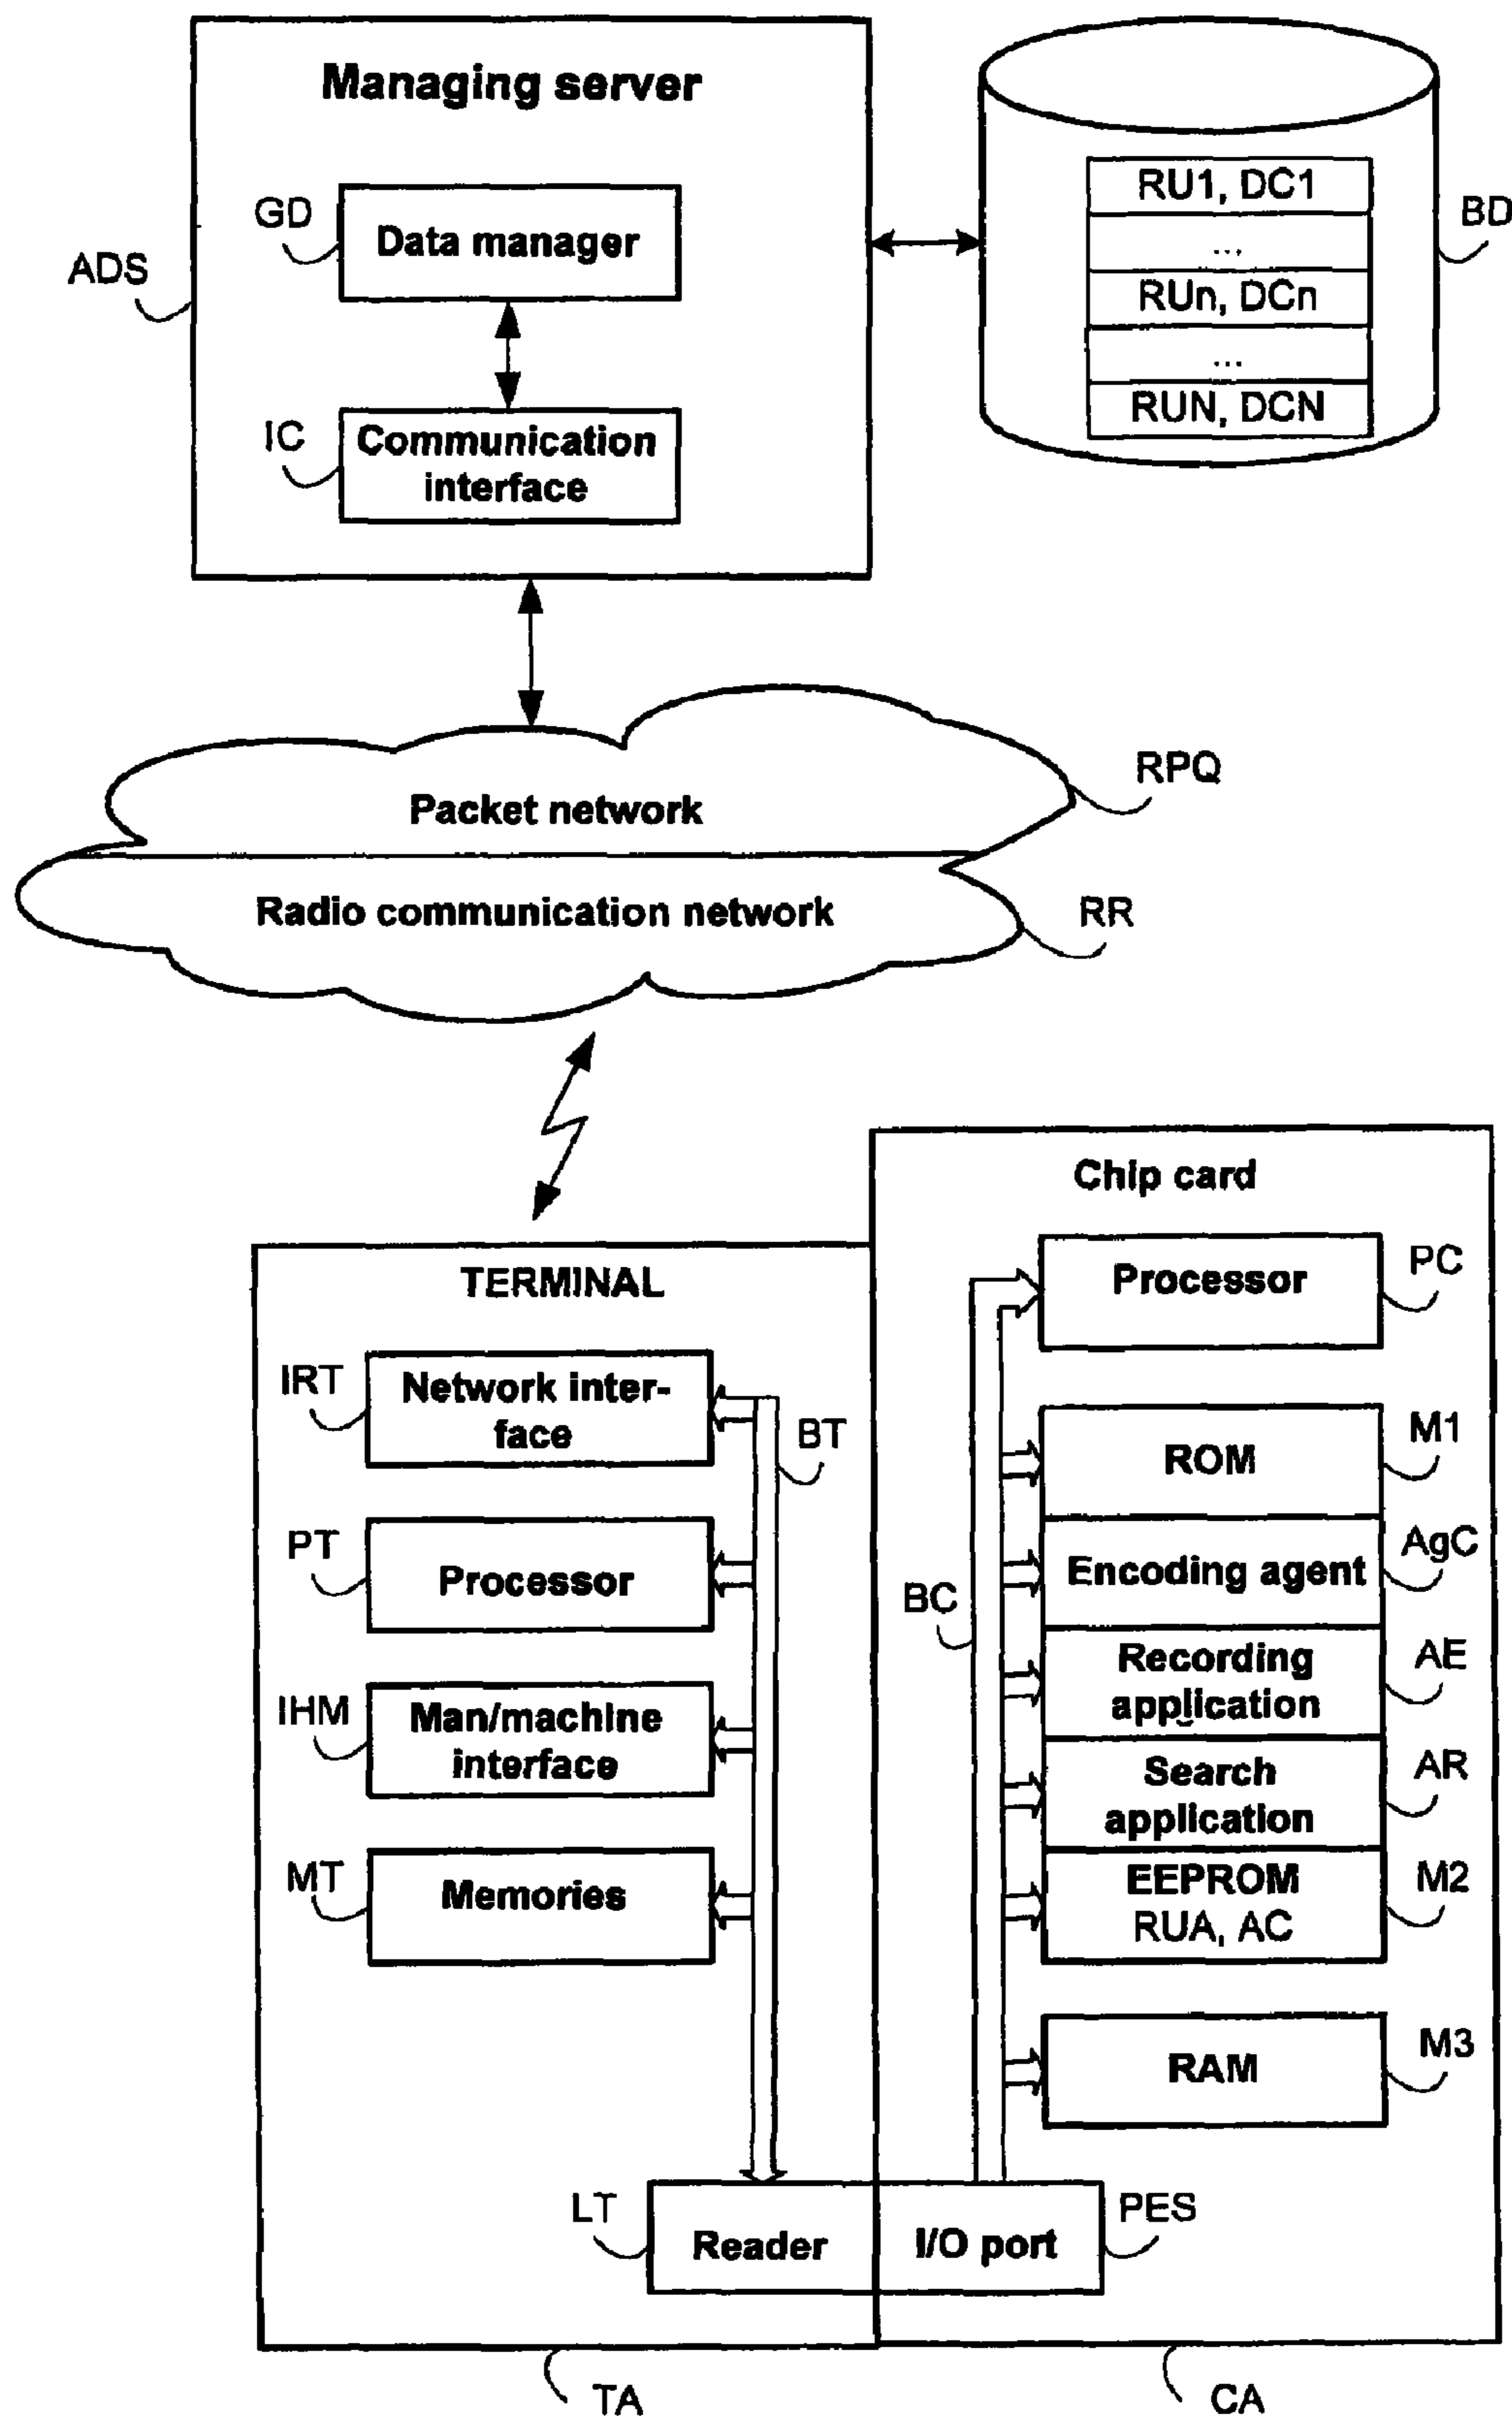 Managing server
GD
Data manager
ADS
IC
Communication
interface
RU1, DC1
...
RUn, DCn
...
RUN, DCN
BD
Packet network
RPQ
Radio communication network
RR
TERMINAL
IRT
Network inter-
face
BT
PT
Processor
IHM
Man/machine
interface
MT
Memories
LT
Reader
TA
Chip card
Processor
PC
ROM
M1
Encoding agent
AgC
BC
Recording
application
AE
Search
application
AR
EEPROM
RUA, AC
M2
RAM
M3
I/O port
PES
CA